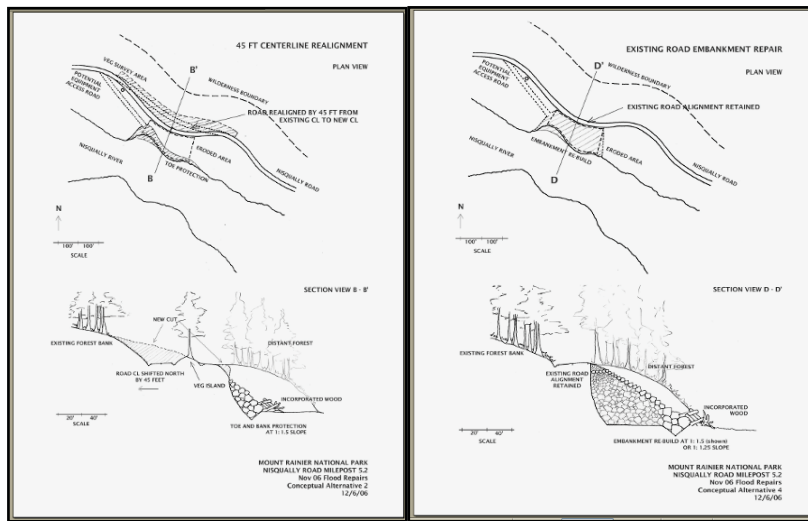 45 FT CENTERLINE REALIGNMENT
PLAN VIEW
VEG SURVEY AREA
B'
WILDERNESS BOUNDARY
POTENTIAL
EQUIPMENT
ACCESS ROAD
ROAD REALIGNED BY 45 FT FROM
EXISTING CL TO NEW CL
NISQUALLY RIVER
ERODED AREA
TOE PROTECTION
B
NISQUALLY ROAD
N
100' 100'
SCALE
SECTION VIEW B - B'
NEW CUT
EXISTING FOREST BANK
DISTANT FOREST
ROAD CL SHIFTED NORTH
BY 45 FEET
VEG ISLAND
INCORPORATED WOOD
20' 40'
SCALE
TOE AND BANK PROTECTION
AT 1: 1.5 SLOPE
MOUNT RAINIER NATIONAL PARK
NISQUALLY ROAD MILEPOST 5.2
Nov 06 Flood Repairs
Conceptual Alternative 2
12/6/06
EXISTING ROAD EMBANKMENT REPAIR
PLAN VIEW
D'
WILDERNESS BOUNDARY
POTENTIAL
EQUIPMENT
ACCESS ROAD
EXISTING ROAD ALIGNMENT RETAINED
NISQUALLY RIVER
EMBANKMENT RE-BUILD
ERODED AREA
D
NISQUALLY ROAD
N
100' 100'
SCALE
SECTION VIEW D - D'
EXISTING FOREST BANK
DISTANT FOREST
EXISTING ROAD
ALIGNMENT
RETAINED
INCORPORATED
WOOD
20' 40'
SCALE
EMBANKMENT RE-BUILD AT 1: 1.5 (shown)
OR 1: 1.25 SLOPE
MOUNT RAINIER NATIONAL PARK
NISQUALLY ROAD MILEPOST 5.2
Nov 06 Flood Repairs
Conceptual Alternative 4
12/6/06